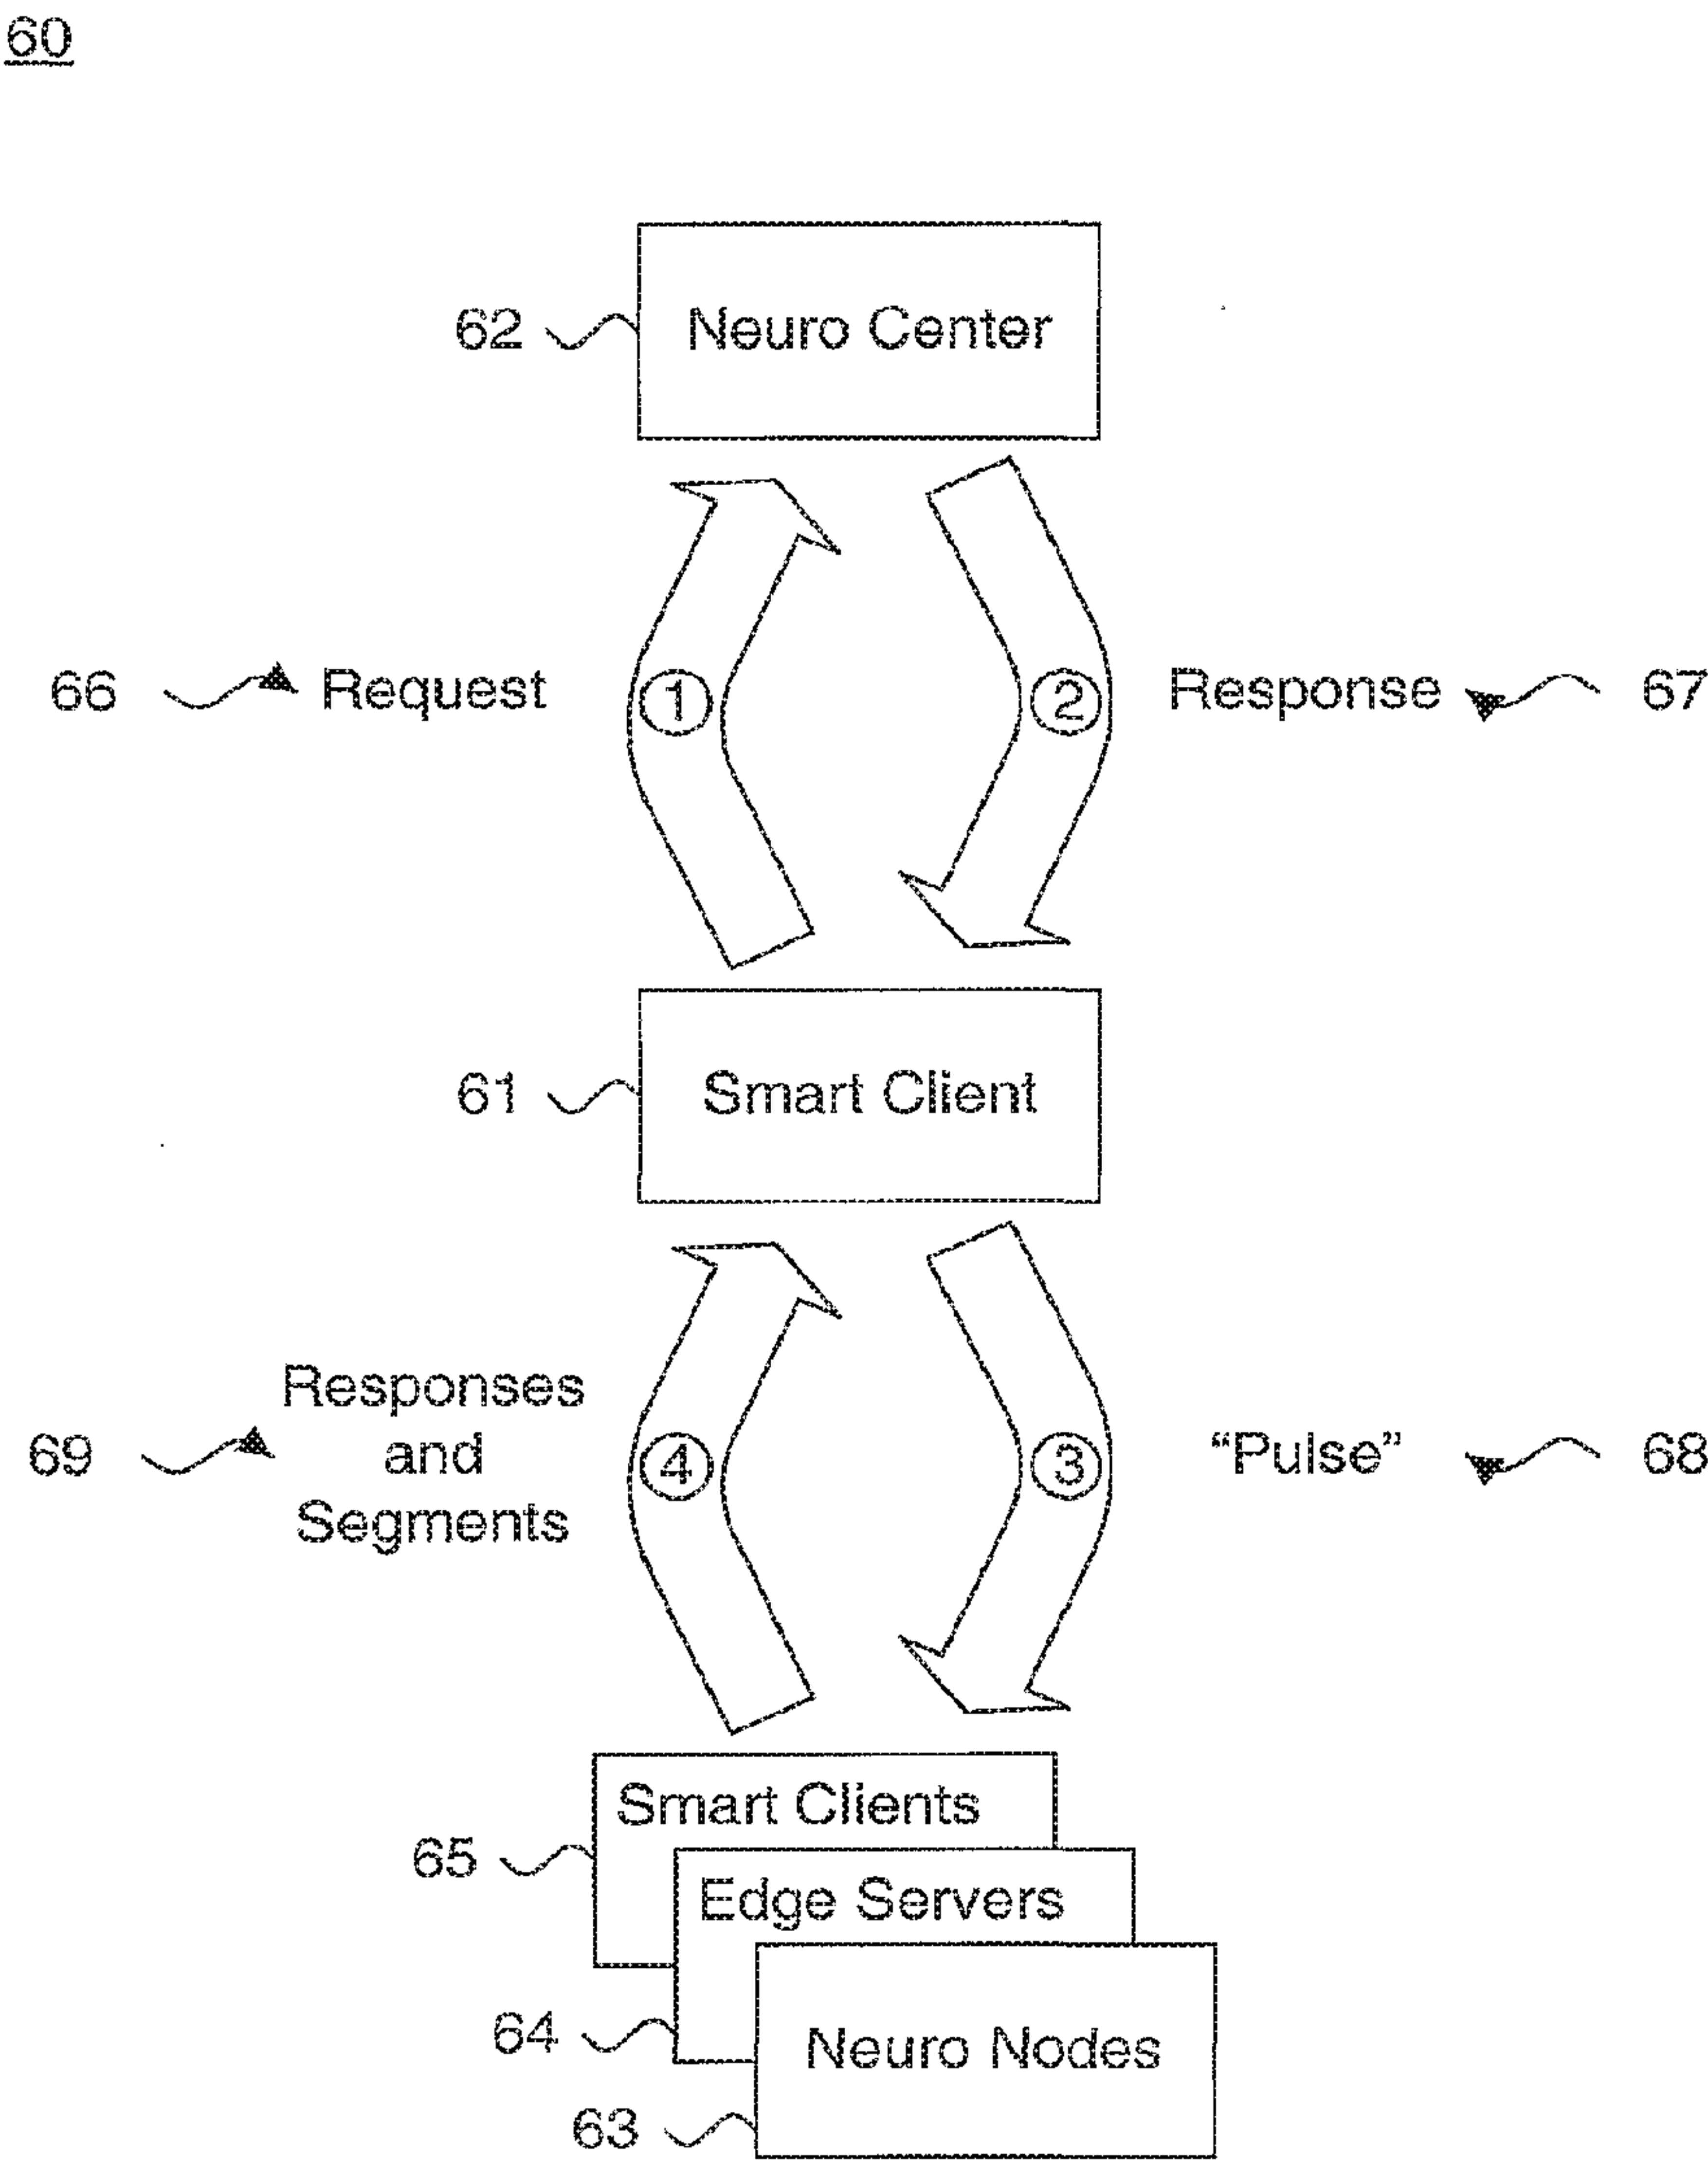 60
62 Neuro Center
66 Request 1 2 Response 67
61 Smart Client
Responses
69 and 4 3 “Pulse” 68
Segments
Smart Clients
65
Edge Servers
64 Neuro Nodes
63